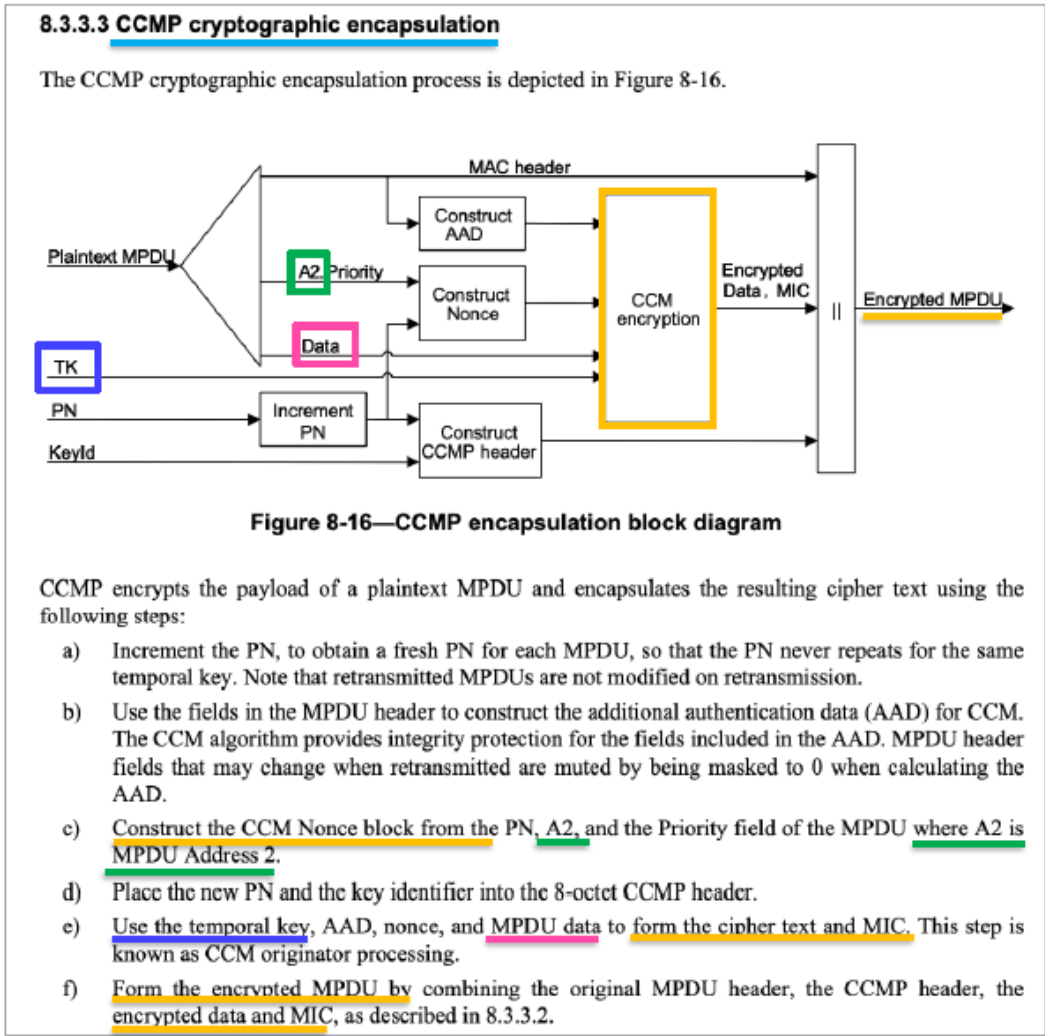 8.3.3.3 CCMP cryptographic encapsulation
The CCMP cryptographic encapsulation process is depicted in Figure 8-16.
MAC header
Construct
AAD
Plaintext MPDU
A2, Priority
Construct
Nonce
CCM
encryption
Encrypted
Data, MIC
||
Encrypted MPDU
Data
TK
PN
Increment
PN
Construct
CCMP header
KeyId
Figure 8-16—CCMP encapsulation block diagram
CCMP encrypts the payload of a plaintext MPDU and encapsulates the resulting cipher text using the
following steps:
a) Increment the PN, to obtain a fresh PN for each MPDU, so that the PN never repeats for the same
temporal key. Note that retransmitted MPDUs are not modified on retransmission.
b) Use the fields in the MPDU header to construct the additional authentication data (AAD) for CCM.
The CCM algorithm provides integrity protection for the fields included in the AAD. MPDU header
fields that may change when retransmitted are muted by being masked to 0 when calculating the
AAD.
c) Construct the CCM Nonce block from the PN, A2, and the Priority field of the MPDU where A2 is
MPDU Address 2.
d) Place the new PN and the key identifier into the 8-octet CCMP header.
e) Use the temporal key, AAD, nonce, and MPDU data to form the cipher text and MIC. This step is
known as CCM originator processing.
f) Form the encrypted MPDU by combining the original MPDU header, the CCMP header, the
encrypted data and MIC, as described in 8.3.3.2.